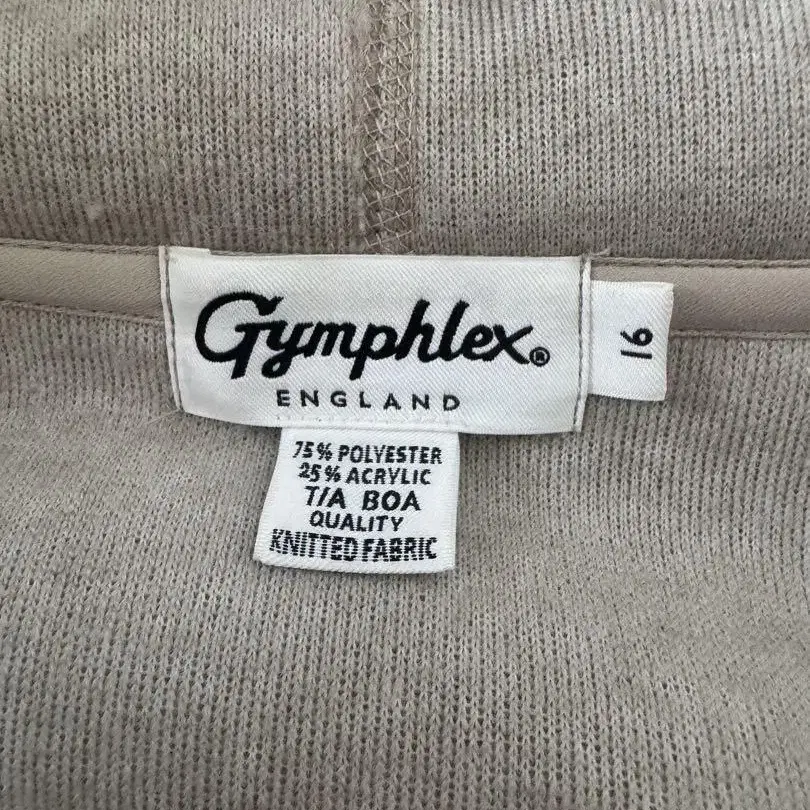 Gymphlex®
ENGLAND
16
75% POLYESTER
25% ACRYLIC
T/A BOA
QUALITY
KNITTED FABRIC